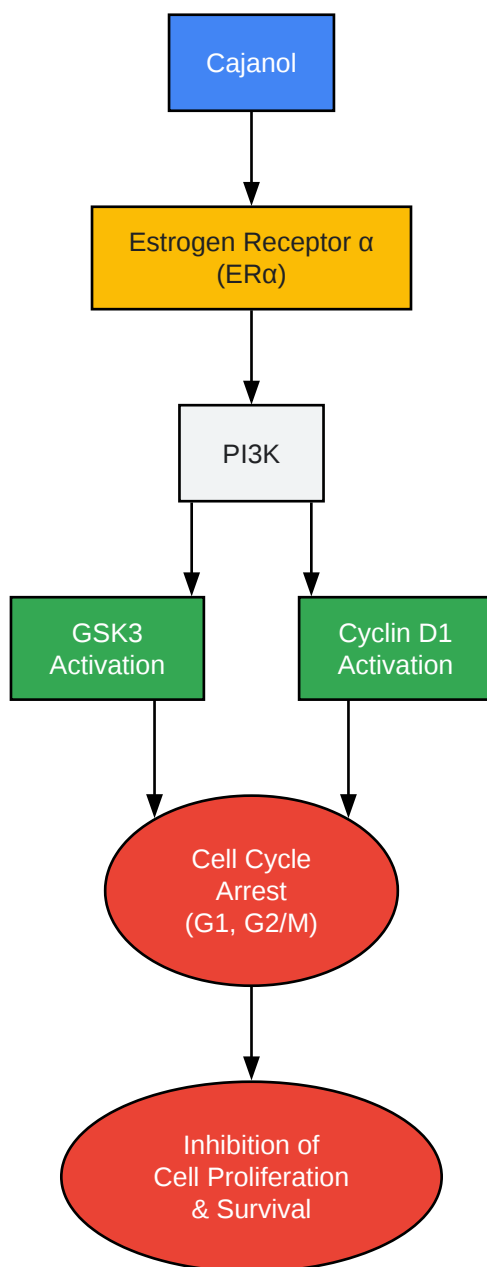 Cajanol
Estrogen Receptor α
(ERα)
PI3K
GSK3
Activation
Cyclin D1
Activation
Cell Cycle
Arrest
(G1, G2/M)
Inhibition of
Cell Proliferation
& Survival